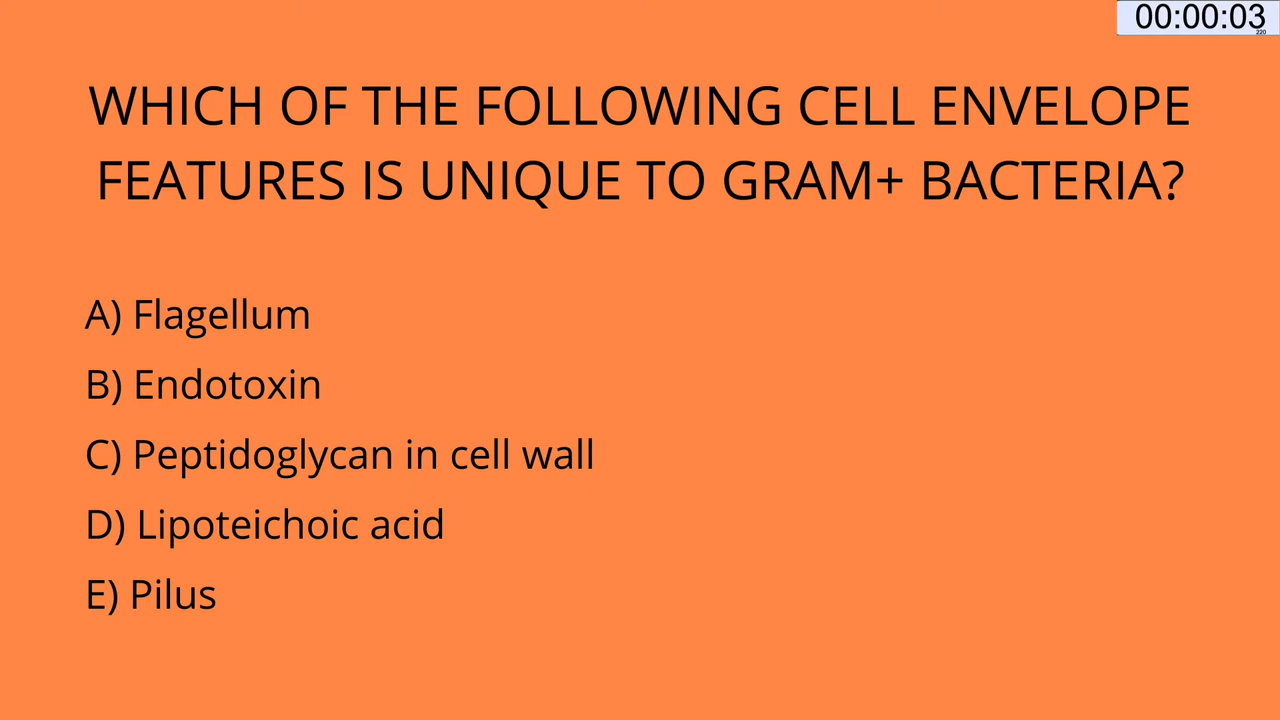 00:00:03
220
WHICH OF THE FOLLOWING CELL ENVELOPE
FEATURES IS UNIQUE TO GRAM+ BACTERIA?
A) Flagellum
B) Endotoxin
C) Peptidoglycan in cell wall
D) Lipoteichoic acid
E) Pilus